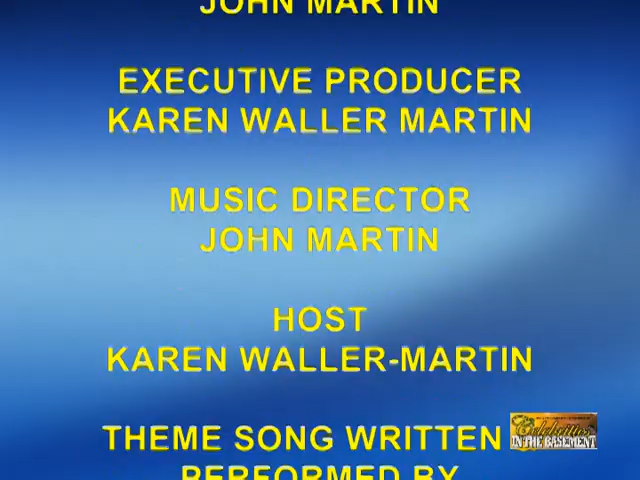 JOHN MARTIN
EXECUTIVE PRODUCER
KAREN WALLER MARTIN
MUSIC DIRECTOR
JOHN MARTIN
HOST
KAREN WALLER-MARTIN
THEME SONG WRITTEN
PERFORMED BY
Celebrities
IN THE BASEMENT